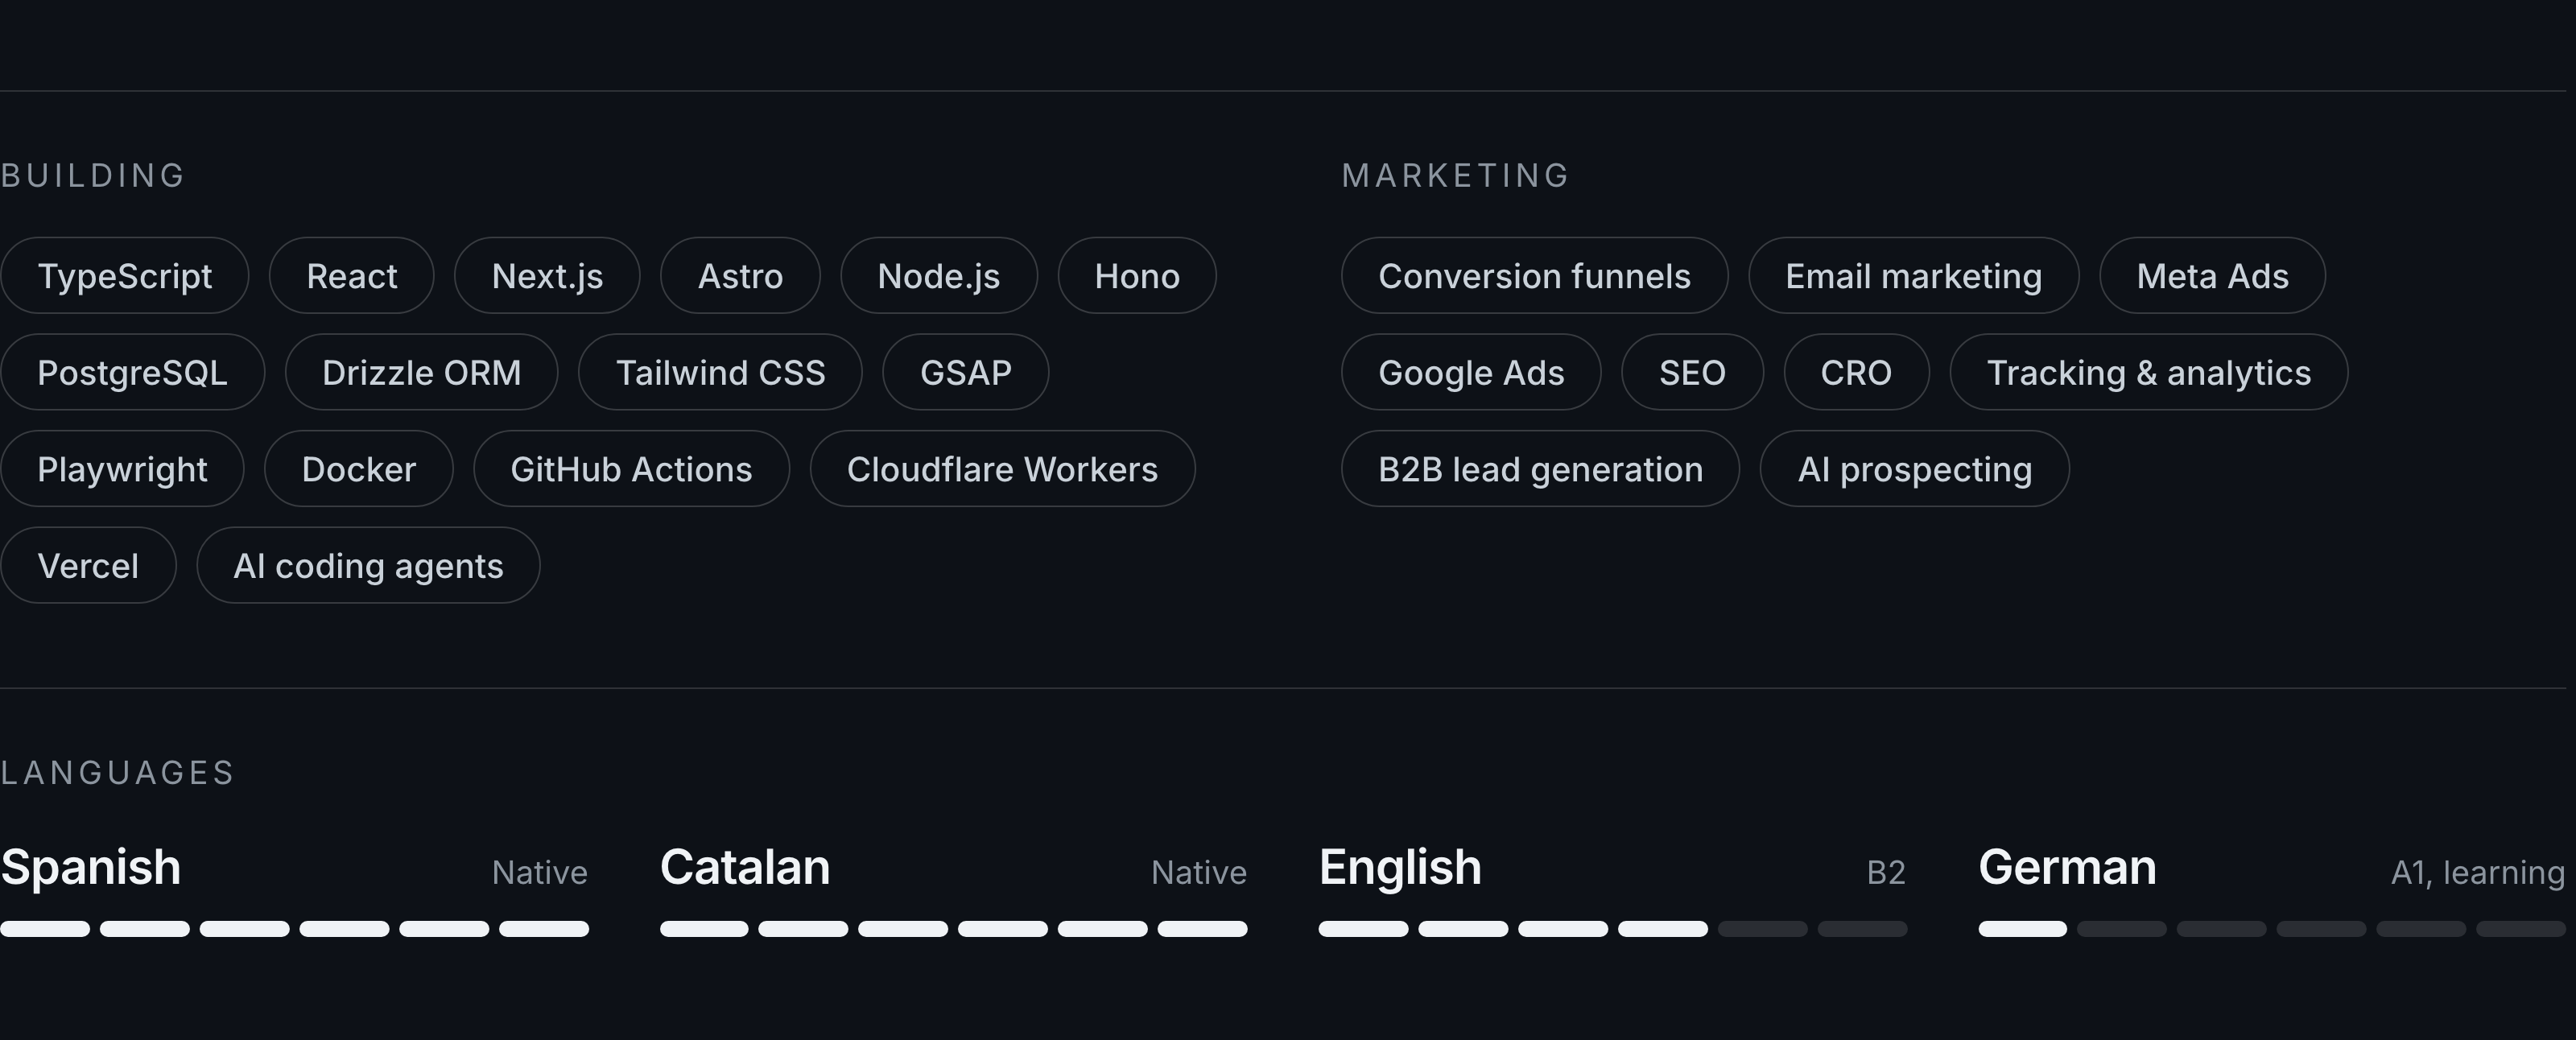 BUILDING
TypeScript React Next.js Astro Node.js Hono
PostgreSQL Drizzle ORM Tailwind CSS GSAP
Playwright Docker GitHub Actions Cloudflare Workers
Vercel AI coding agents
MARKETING
Conversion funnels Email marketing Meta Ads
Google Ads SEO CRO Tracking & analytics
B2B lead generation AI prospecting
LANGUAGES
Spanish Native
Catalan Native
English B2
German A1, learning